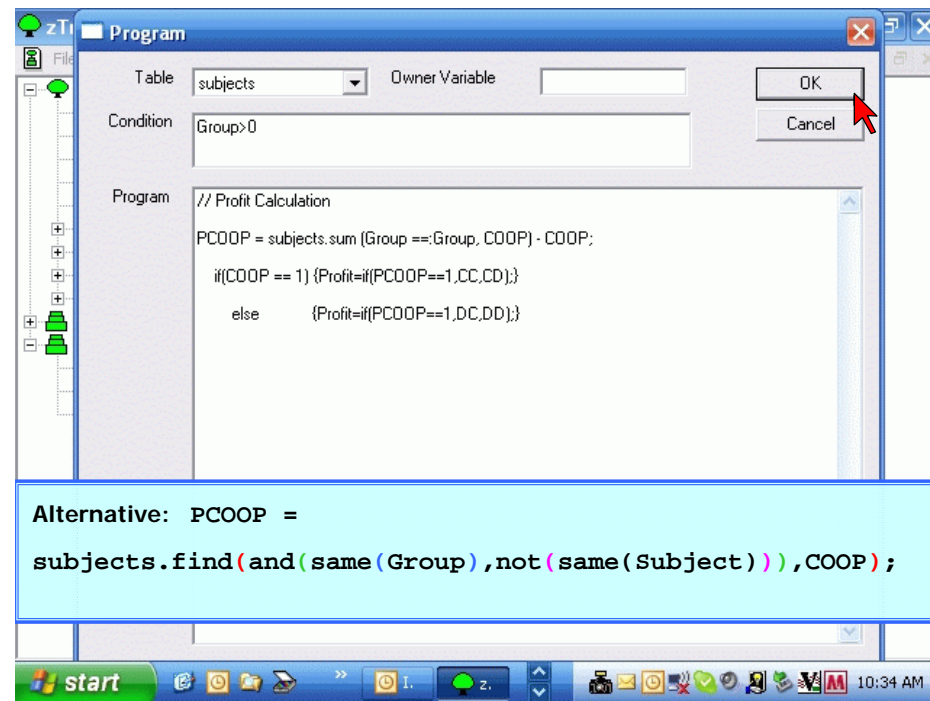 zTr
Program
File
Table
subjects
Owner Variable
OK
Condition
Group>0
Cancel
Program
// Profit Calculation
PCOOP = subjects.sum (Group ==:Group, COOP) - COOP;
if(COOP == 1) {Profit=if(PCOOP==1,CC,CD);}
else {Profit=if(PCOOP==1,DC,DD);}
Alternative: PCOOP =
subjects.find(and(same(Group),not(same(Subject))),COOP);
start
I.
z.
10:34 AM